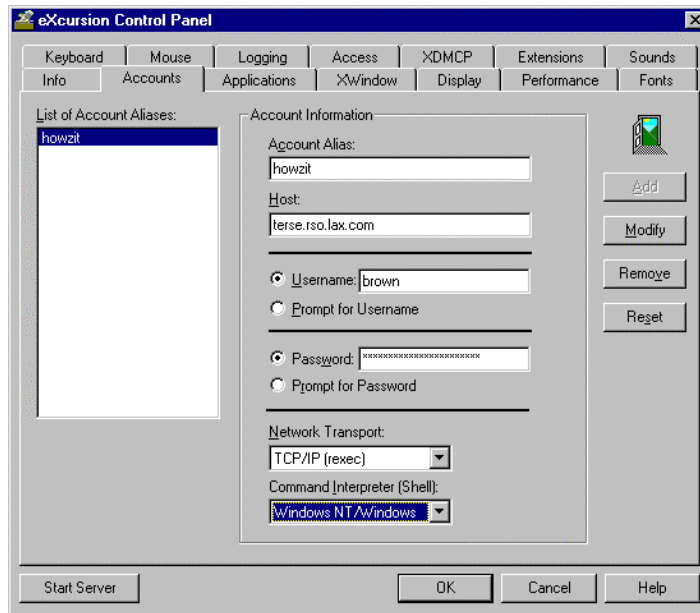 eXcursion Control Panel
Keyboard Mouse Logging Access XDMCP Extensions Sounds
Info Accounts Applications XWindow Display Performance Fonts
List of Account Aliases:
howzit
Account Information
Account Alias:
howzit
Host:
terse.rso.lax.com
Username: brown
Prompt for Username
Password: ***********************
Prompt for Password
Network Transport:
TCP/IP (rexec)
Command Interpreter (Shell):
Windows NT/Windows
Add
Modify
Remove
Reset
Start Server OK Cancel Help